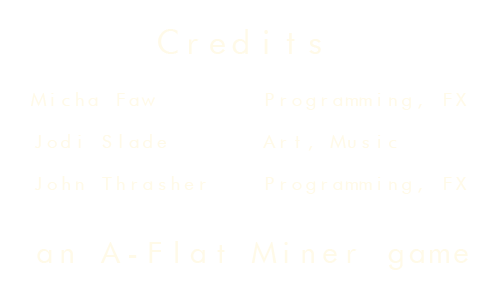 Credits
Micha Faw Programming, FX
Jodi Slade Art, Music
John Thrasher Programming, FX
an A-Flat Miner game